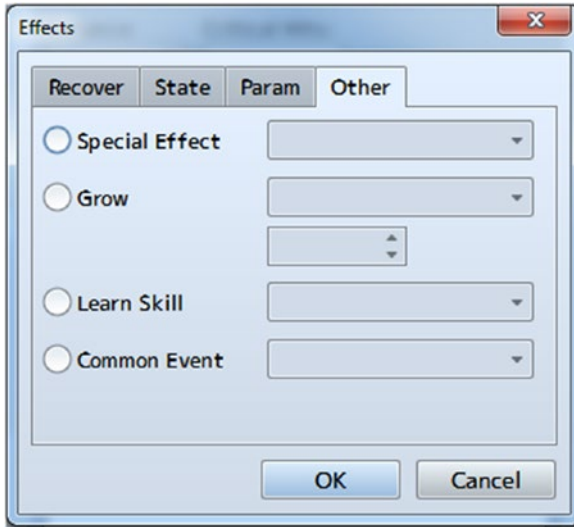 Effects
Recover State Param Other
Special Effect
Grow
Learn Skill
Common Event
OK Cancel